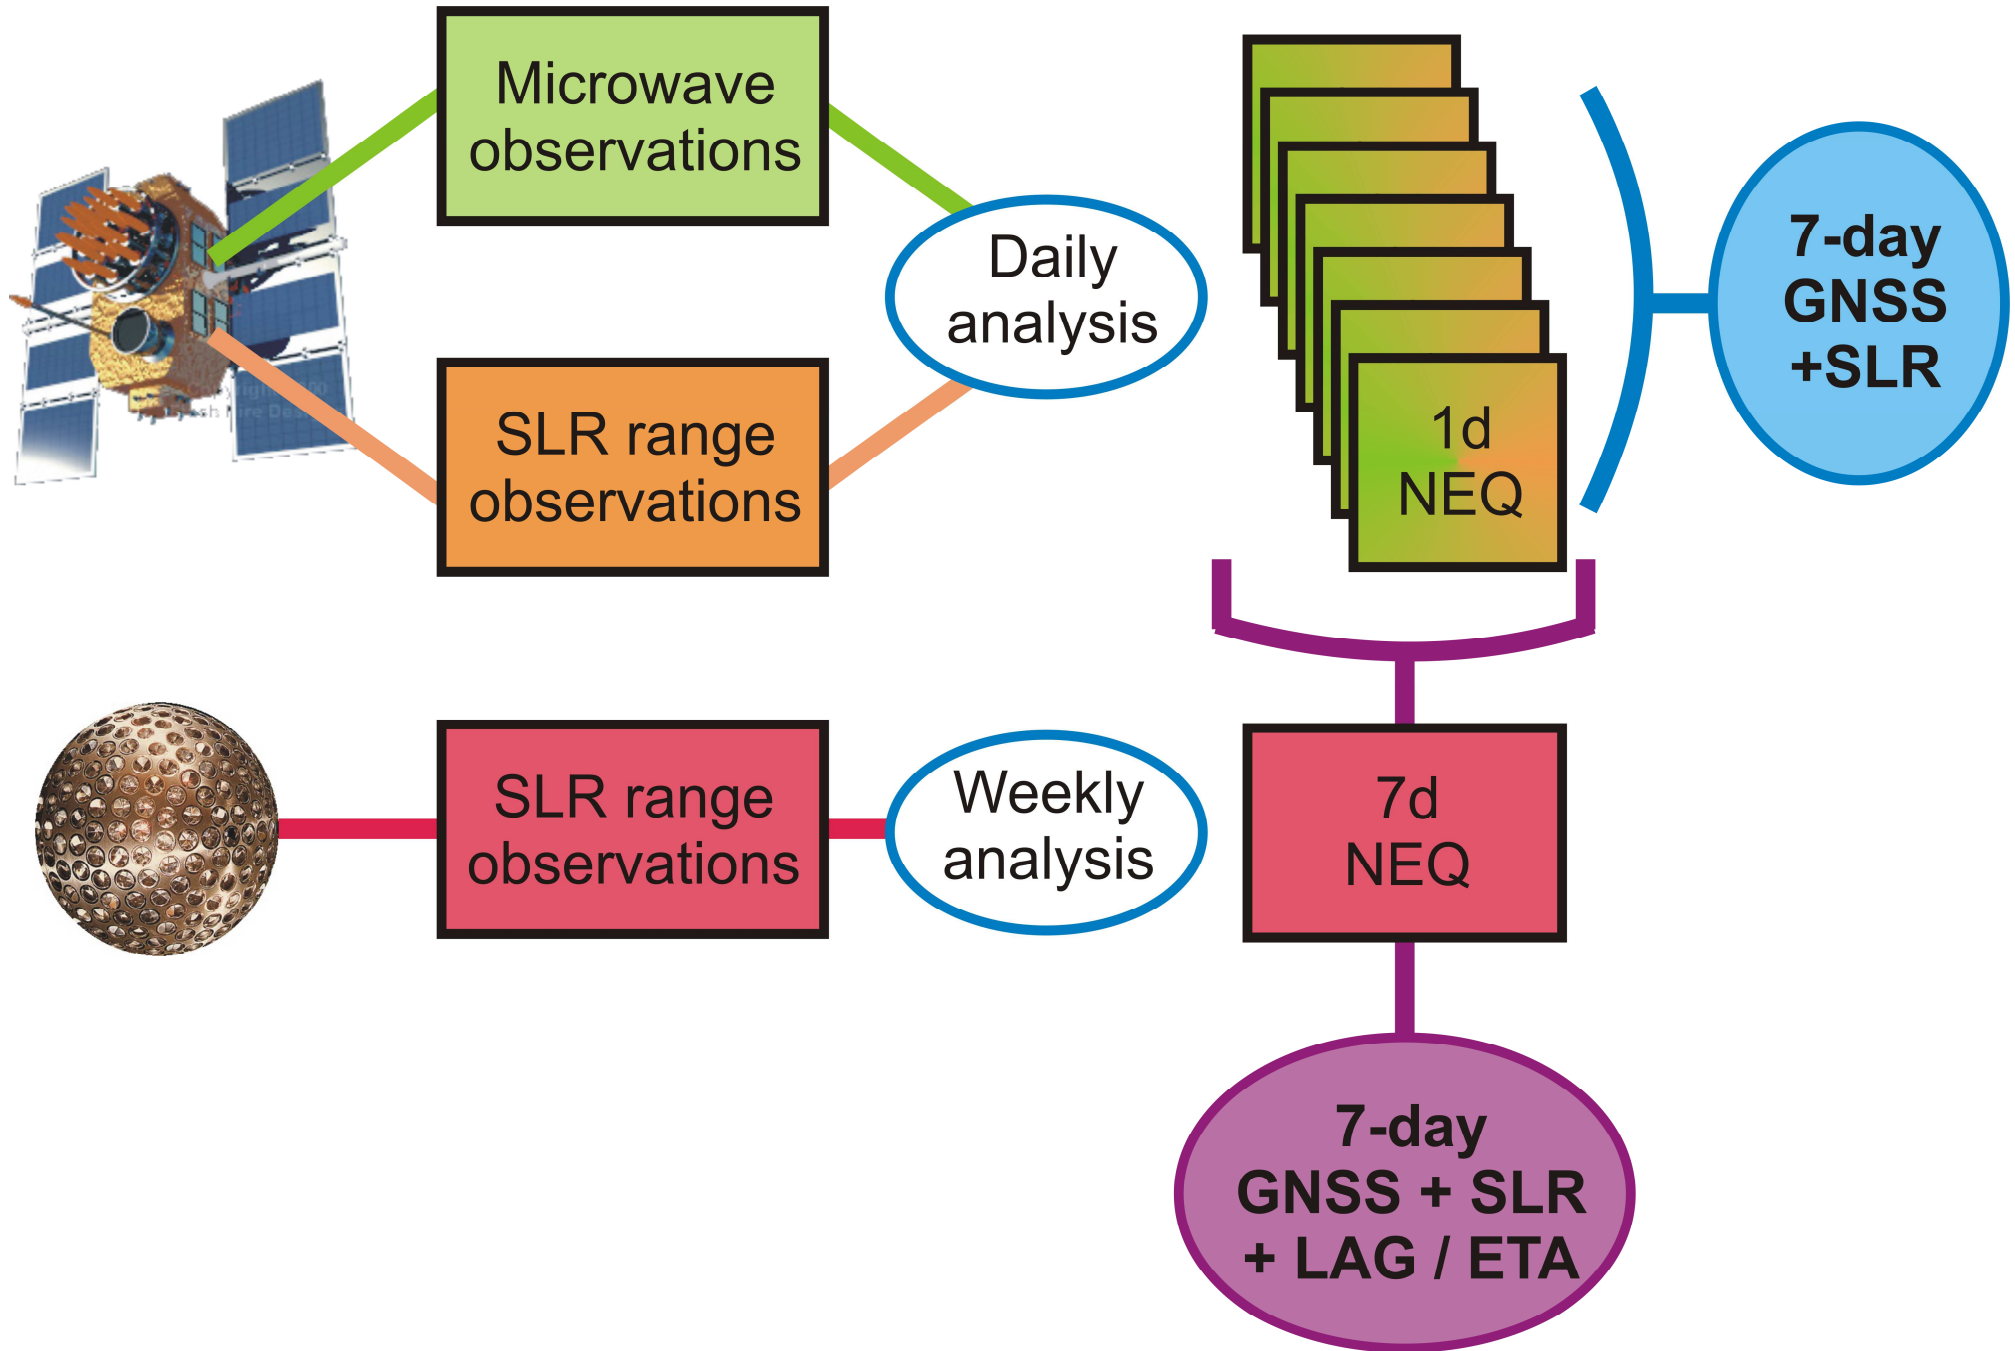 Microwave
observations
SLR range
observations
Daily
analysis
1d
NEQ
7-day
GNSS
+SLR
SLR range
observations
Weekly
analysis
7d
NEQ
7-day
GNSS + SLR
+ LAG / ETA